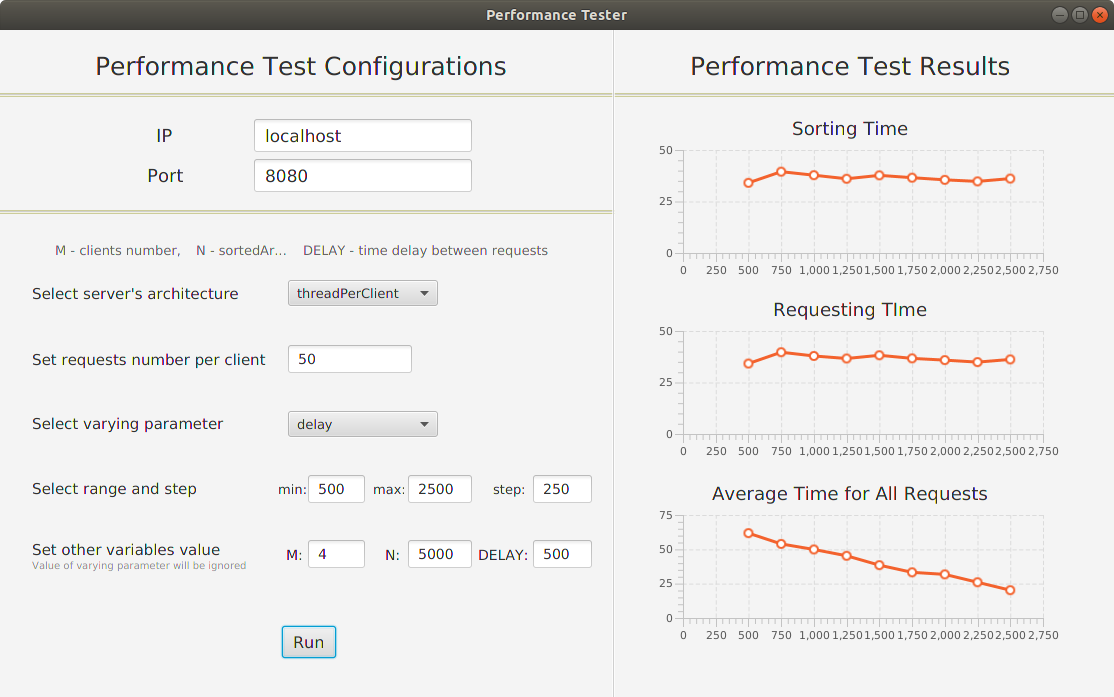 Performance Tester
Performance Test Configurations
IP localhost
Port 8080
M - clients number, N - sortedAr... DELAY - time delay between requests
Select server's architecture threadPerClient
Set requests number per client 50
Select varying parameter delay
Select range and step min: 500 max: 2500 step: 250
Set other variables value M: 4 N: 5000 DELAY: 500
Value of varying parameter will be ignored
Run
Performance Test Results
Sorting Time
50
25
0
0 250 500 750 1,000 1,250 1,500 1,750 2,000 2,250 2,500 2,750
Requesting TIme
50
25
0
0 250 500 750 1,000 1,250 1,500 1,750 2,000 2,250 2,500 2,750
Average Time for All Requests
75
50
25
0
0 250 500 750 1,000 1,250 1,500 1,750 2,000 2,250 2,500 2,750